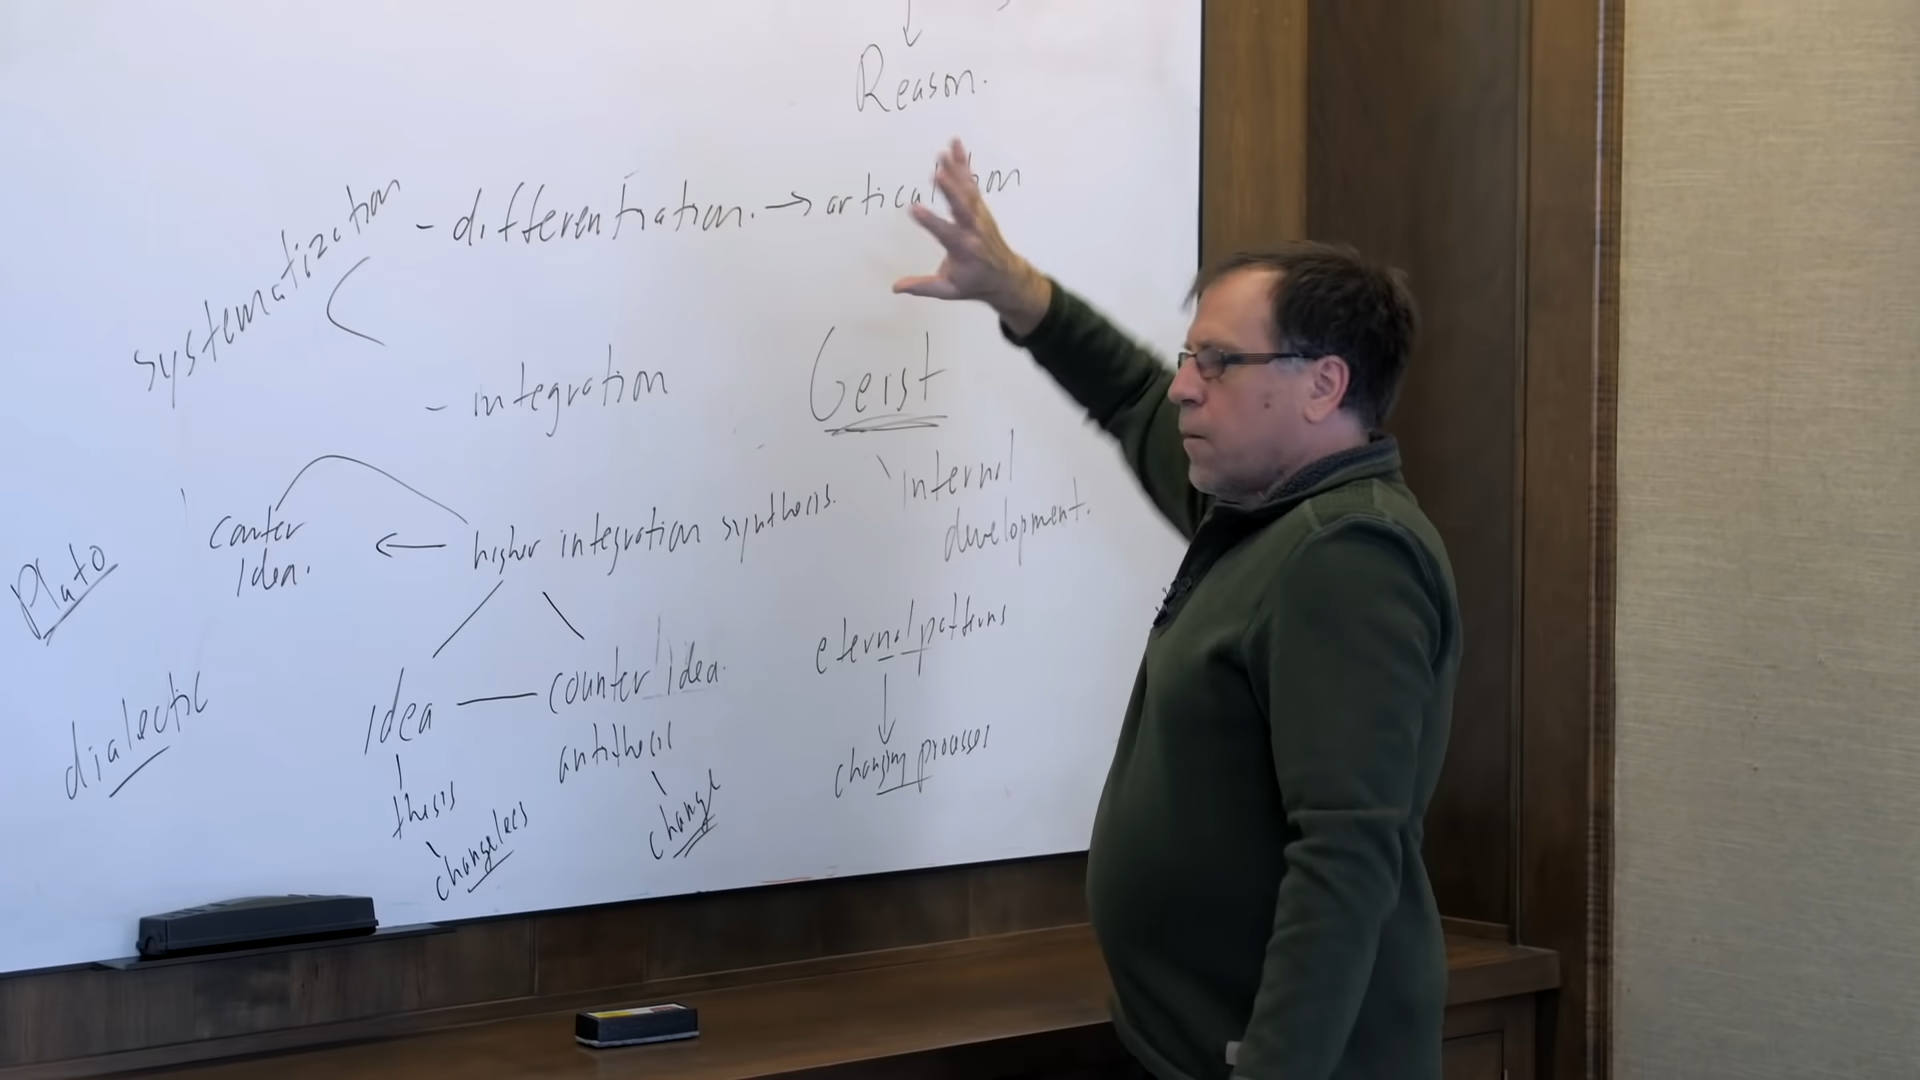 Reason.
systematization
- differentiation. → articulation
- integration
Geist
internal
development.
counter
idea.
higher integration synthesis.
Plato
dialectic
idea — counter idea.
thesis
antithesis
changeless
change
eternal patterns
changing processes